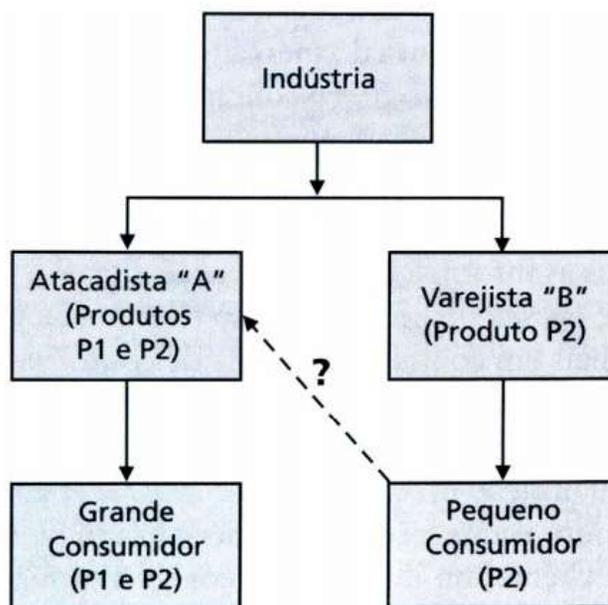 Indústria
Atacadista "A"
(Produtos
P1 e P2)
Varejista "B"
(Produto P2)
?
Grande
Consumidor
(P1 e P2)
Pequeno
Consumidor
(P2)